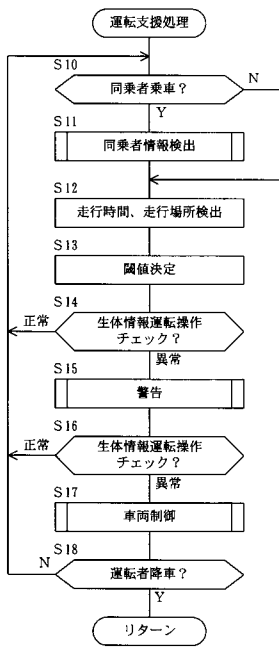 運転支援処理
S10
同乗者乗車？
N
Y
S11
同乗者情報検出
S12
走行時間、走行場所検出
S13
閾値決定
S14
正常
生体情報運転操作
チェック？
異常
S15
警告
S16
正常
生体情報運転操作
チェック？
異常
S17
車両制御
S18
N
運転者降車？
Y
リターン